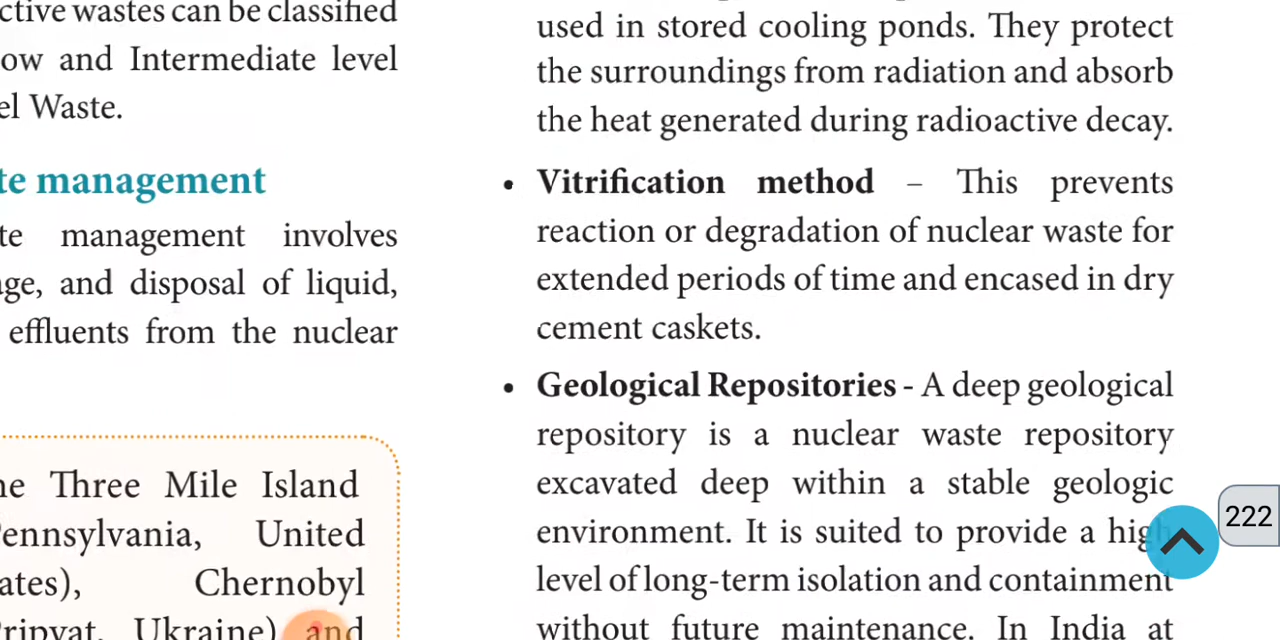 ctive wastes can be classified
ow and Intermediate level
el Waste.
te management
te management involves
age, and disposal of liquid,
effluents from the nuclear
ne Three Mile Island
Pennsylvania, United
ates), Chernobyl
Pripyat, Ukraine) and
used in stored cooling ponds. They protect
the surroundings from radiation and absorb
the heat generated during radioactive decay.
• Vitrification method – This prevents
reaction or degradation of nuclear waste for
extended periods of time and encased in dry
cement caskets.
• Geological Repositories - A deep geological
repository is a nuclear waste repository
excavated deep within a stable geologic
environment. It is suited to provide a high
level of long-term isolation and containment
without future maintenance. In India at
222